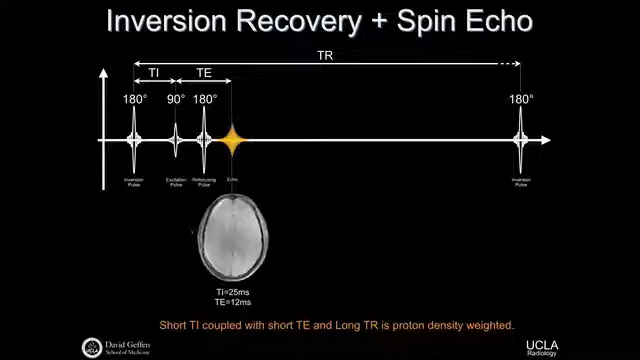 Inversion Recovery + Spin Echo
TR
TI TE
180° 90° 180° 180°
Inversion Pulse Excitation Pulse Refocusing Pulse Echo Inversion Pulse
TI=25ms
TE=12ms
Short TI coupled with short TE and Long TR is proton density weighted.
UCLA David Geffen School of Medicine
UCLA Radiology